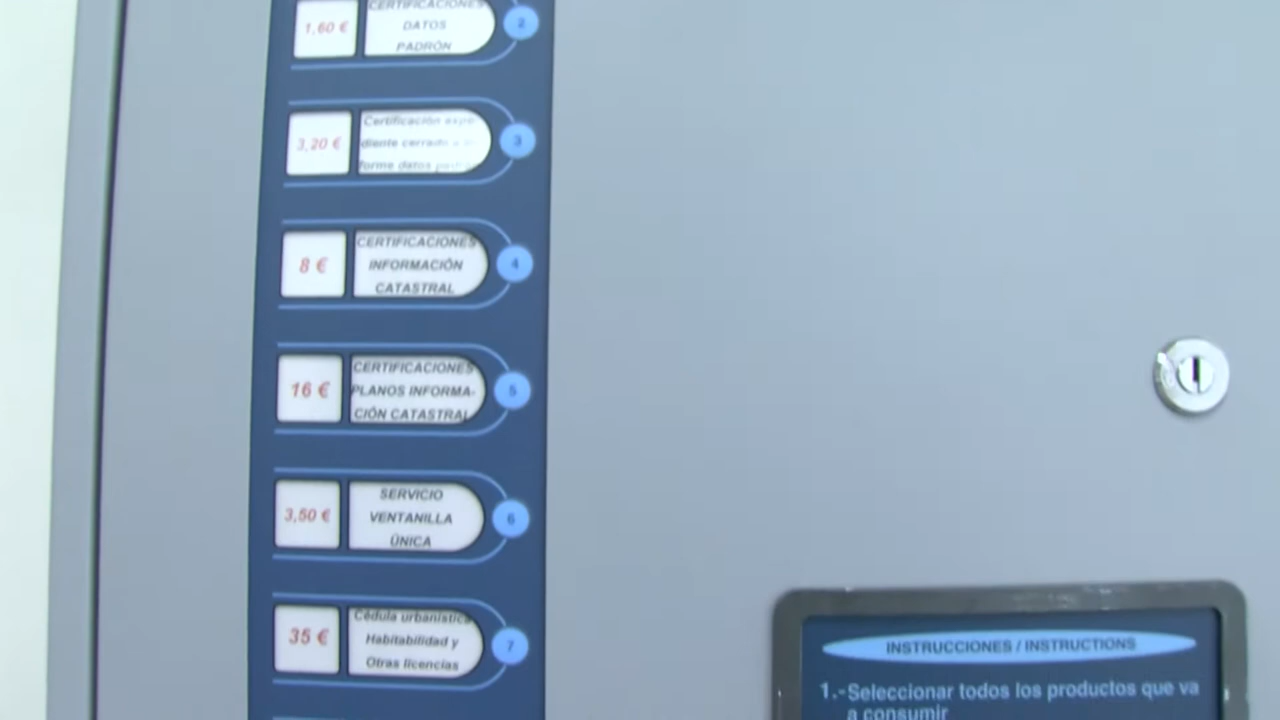 1,60 €
CERTIFICACIONES
DATOS
PADRÓN
2
3,20 €
Certificación expe-
diente cerrado
forme datos
3
8 €
CERTIFICACIONES
INFORMACIÓN
CATASTRAL
4
16 €
CERTIFICACIONES
PLANOS INFORMA-
CIÓN CATASTRAL
5
3,50 €
SERVICIO
VENTANILLA
ÚNICA
6
35 €
Cédula urbanística
Habitabilidad y
Otras licencias
7
INSTRUCCIONES / INSTRUCTIONS
1.-Seleccionar todos los productos que va
a consumir